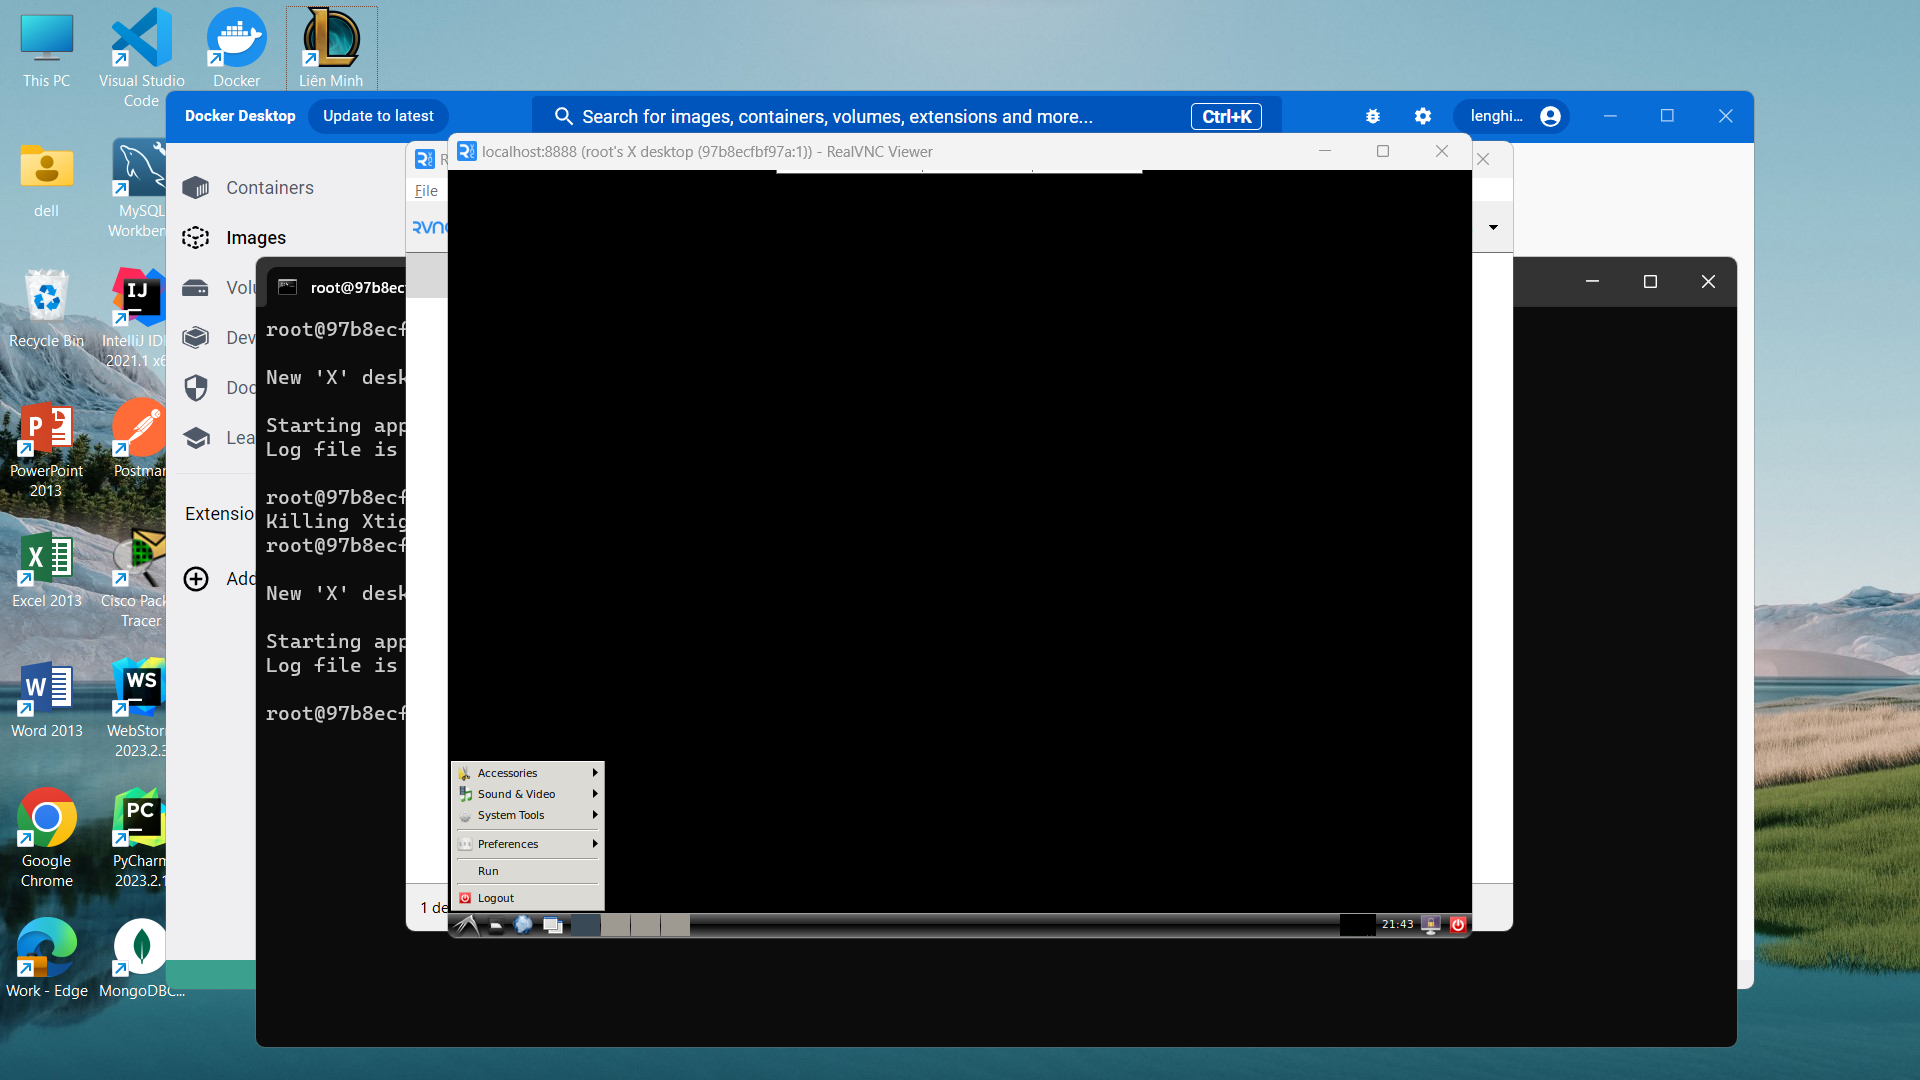 This PC
Visual Studio
Code
Docker
Liên Minh
dell
MySQL
Workben
Recycle Bin
IntelliJ ID
2021.1 x6
PowerPoint
2013
Postman
Excel 2013
Cisco Pack
Tracer
Word 2013
WebStor
2023.2.3
Google
Chrome
PyCharm
2023.2.1
Work - Edge
MongoDBC...
Docker Desktop
Update to latest
Search for images, containers, volumes, extensions and more...
Ctrl+K
lenghi...
Containers
Images
Volu
Dev
Doc
Lea
Extension
Add
R
File
RVNC
1 de
root@97b8ecf
root@97b8ecf
New 'X' desk
Starting app
Log file is
root@97b8ecf
Killing Xtig
root@97b8ecf
New 'X' desk
Starting app
Log file is
root@97b8ecf
localhost:8888 (root's X desktop (97b8ecfbf97a:1)) - RealVNC Viewer
Accessories
Sound & Video
System Tools
Preferences
Run
Logout
21:43